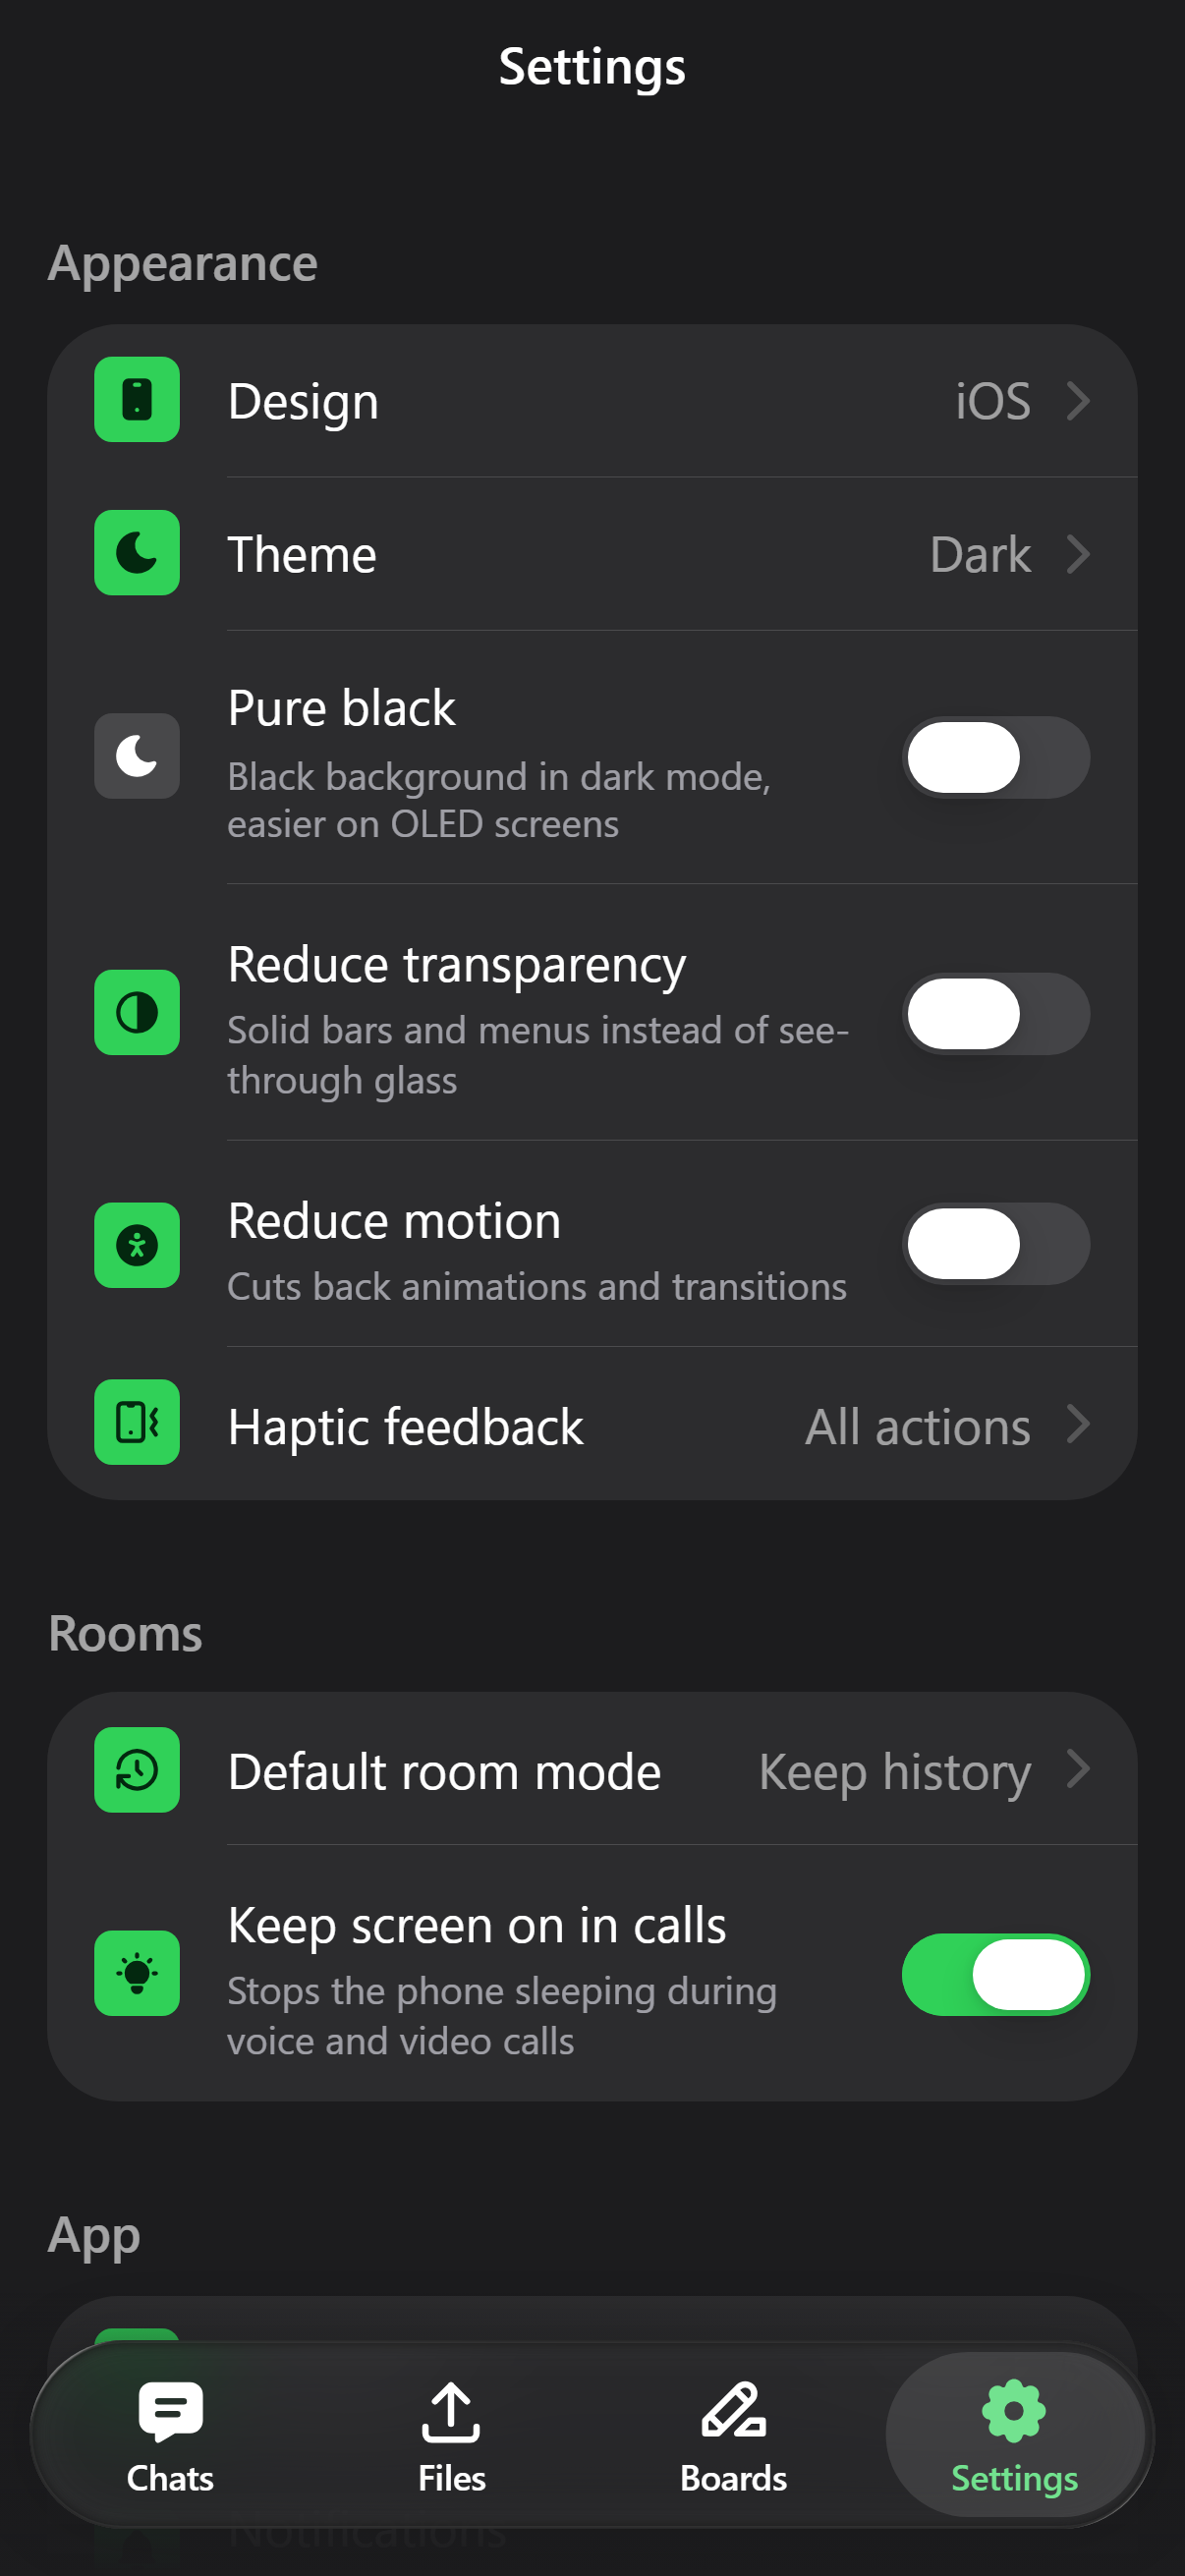 Settings
Appearance
Design
iOS
Theme
Dark
Pure black
Black background in dark mode,
easier on OLED screens
Reduce transparency
Solid bars and menus instead of see-
through glass
Reduce motion
Cuts back animations and transitions
Haptic feedback
All actions
Rooms
Default room mode
Keep history
Keep screen on in calls
Stops the phone sleeping during
voice and video calls
App
Chats
Files
Boards
Settings
Notifications